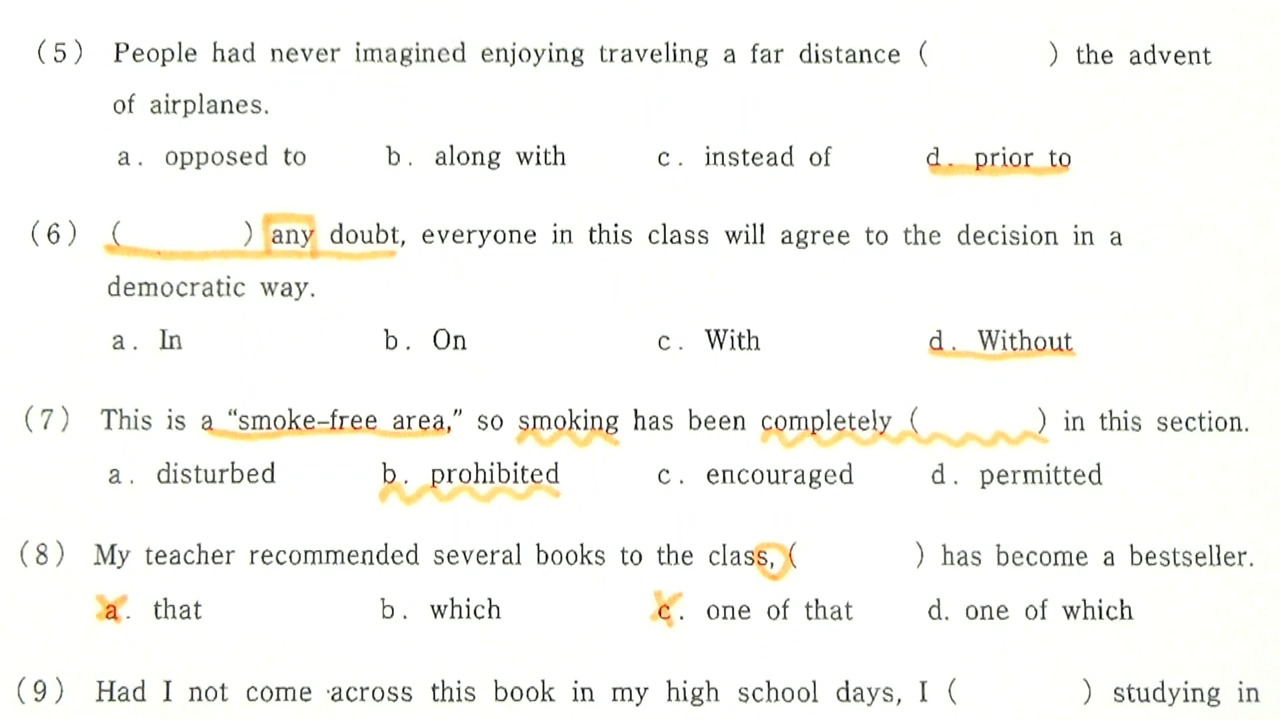 (5) People had never imagined enjoying traveling a far distance ( ) the advent
of airplanes.
a. opposed to b. along with c. instead of d. prior to
(6) ( ) any doubt, everyone in this class will agree to the decision in a
democratic way.
a. In b. On c. With d. Without
(7) This is a “smoke-free area,” so smoking has been completely ( ) in this section.
a. disturbed b. prohibited c. encouraged d. permitted
(8) My teacher recommended several books to the class, ( ) has become a bestseller.
a. that b. which c. one of that d. one of which
(9) Had I not come across this book in my high school days, I ( ) studying in